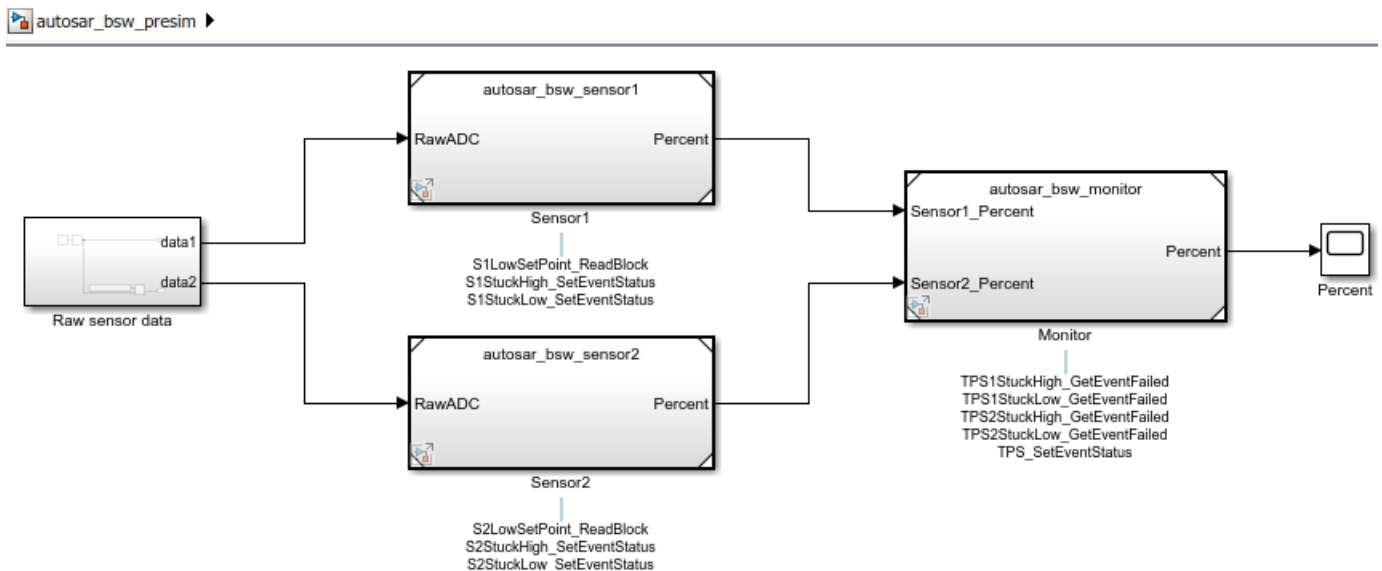 autosar_bsw_presim
autosar_bsw_sensor1
RawADC
Percent
Sensor1
S1LowSetPoint_ReadBlock
S1StuckHigh_SetEventStatus
S1StuckLow_SetEventStatus
data1
data2
Raw sensor data
autosar_bsw_sensor2
RawADC
Percent
Sensor2
S2LowSetPoint_ReadBlock
S2StuckHigh_SetEventStatus
S2StuckLow_SetEventStatus
autosar_bsw_monitor
Sensor1_Percent
Percent
Sensor2_Percent
Monitor
TPS1StuckHigh_GetEventFailed
TPS1StuckLow_GetEventFailed
TPS2StuckHigh_GetEventFailed
TPS2StuckLow_GetEventFailed
TPS_SetEventStatus
Percent